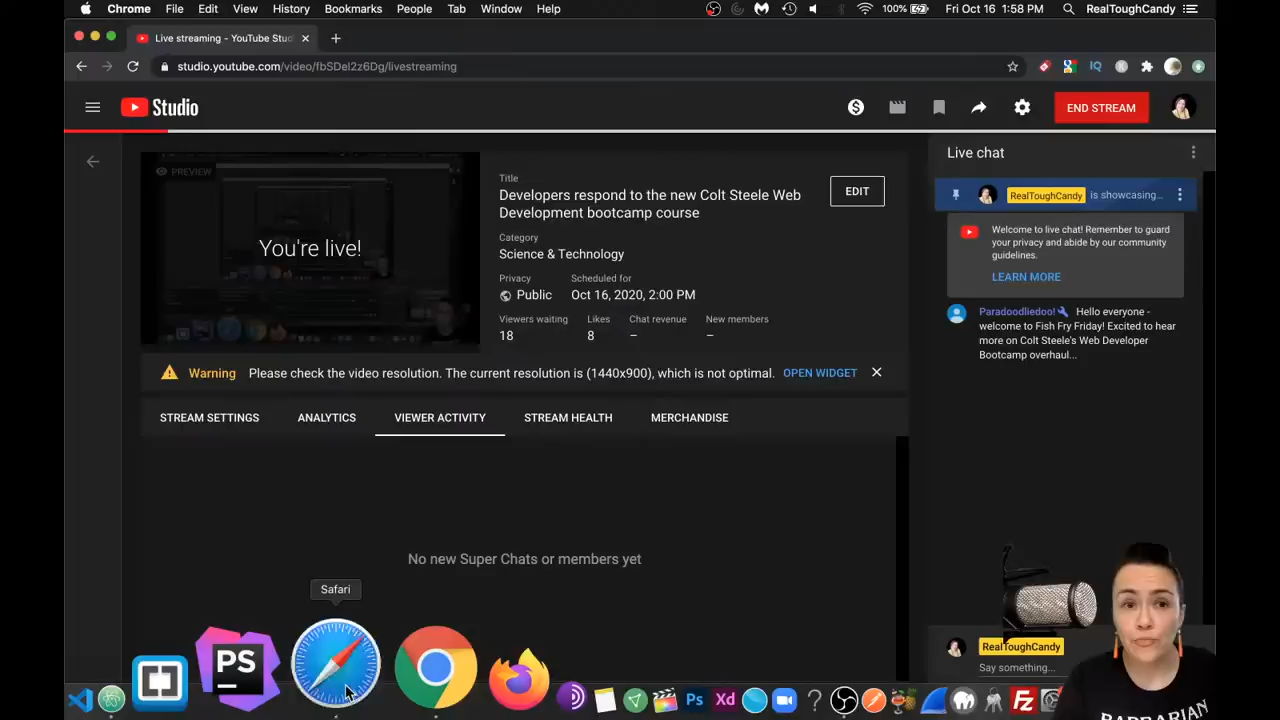 Chrome File Edit View History Bookmarks People Tab Window Help 100% Fri Oct 16 1:58 PM RealToughCandy
Live streaming - YouTube Stud
studio.youtube.com/video/fbSDel2z6Dg/livestreaming
IQ
Studio
END STREAM
PREVIEW
You're live!
Title
Developers respond to the new Colt Steele Web
Development bootcamp course
EDIT
Category
Science & Technology
Privacy Scheduled for
Public Oct 16, 2020, 2:00 PM
Viewers waiting Likes Chat revenue New members
18 8 – –
Warning Please check the video resolution. The current resolution is (1440x900), which is not optimal. OPEN WIDGET
STREAM SETTINGS ANALYTICS VIEWER ACTIVITY STREAM HEALTH MERCHANDISE
No new Super Chats or members yet
Live chat
RealToughCandy is showcasing...
Welcome to live chat! Remember to guard
your privacy and abide by our community
guidelines.
LEARN MORE
Paradoodliedoo! Hello everyone -
welcome to Fish Fry Friday! Excited to hear
more on Colt Steele's Web Developer
Bootcamp overhaul...
RealToughCandy
Say something...
Safari
PS
Ps Xd ? Fz
BARBARIAN